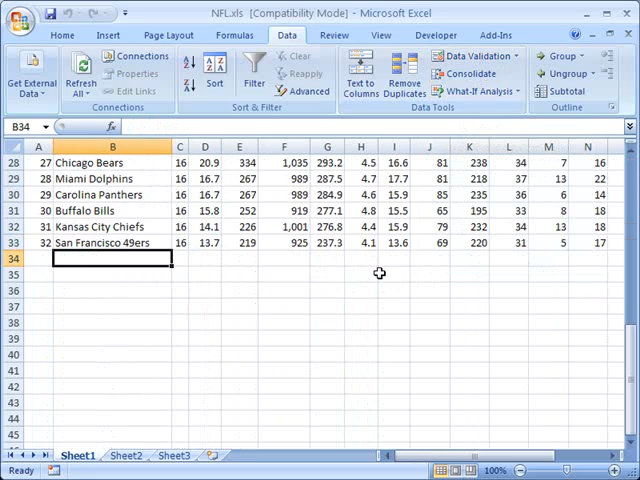 NFL.xls [Compatibility Mode] - Microsoft Excel
Home Insert Page Layout Formulas Data Review View Developer Add-Ins
Get External Data
Refresh All
Connections
Properties
Edit Links
Connections
Sort
Filter
Clear
Reapply
Advanced
Sort & Filter
Text to Columns
Remove Duplicates
Data Validation
Consolidate
What-If Analysis
Data Tools
Group
Ungroup
Subtotal
Outline
B34 fx
A B C D E F G H I J K L M N
28 27 Chicago Bears 16 20.9 334 1,035 293.2 4.5 16.6 81 238 34 7 16
29 28 Miami Dolphins 16 16.7 267 989 287.5 4.7 17.7 81 218 37 13 22
30 29 Carolina Panthers 16 16.7 267 989 284.9 4.6 15.9 85 235 36 6 14
31 30 Buffalo Bills 16 15.8 252 919 277.1 4.8 15.5 65 195 33 8 18
32 31 Kansas City Chiefs 16 14.1 226 1,001 276.8 4.4 15.9 79 232 34 13 18
33 32 San Francisco 49ers 16 13.7 219 925 237.3 4.1 13.6 69 220 31 5 17
34
35
36
37
38
39
40
41
42
43
44
45
Sheet1 Sheet2 Sheet3
Ready 100%